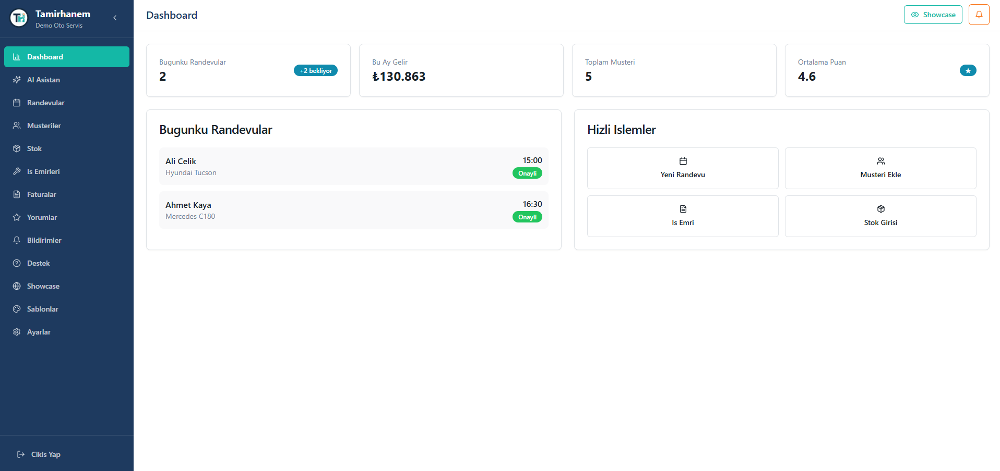 TH
Tamirhanem
Demo Oto Servis
Dashboard
AI Asistan
Randevular
Musteriler
Stok
Is Emirleri
Faturalar
Yorumlar
Bildirimler
Destek
Showcase
Sablonlar
Ayarlar
Cikis Yap
Dashboard
Showcase
Bugunku Randevular
2
+2 bekliyor
Bu Ay Gelir
₺130.863
Toplam Musteri
5
Ortalama Puan
4.6
Bugunku Randevular
Ali Celik
Hyundai Tucson
15:00
Onayli
Ahmet Kaya
Mercedes C180
16:30
Onayli
Hizli Islemler
Yeni Randevu
Musteri Ekle
Is Emri
Stok Girisi